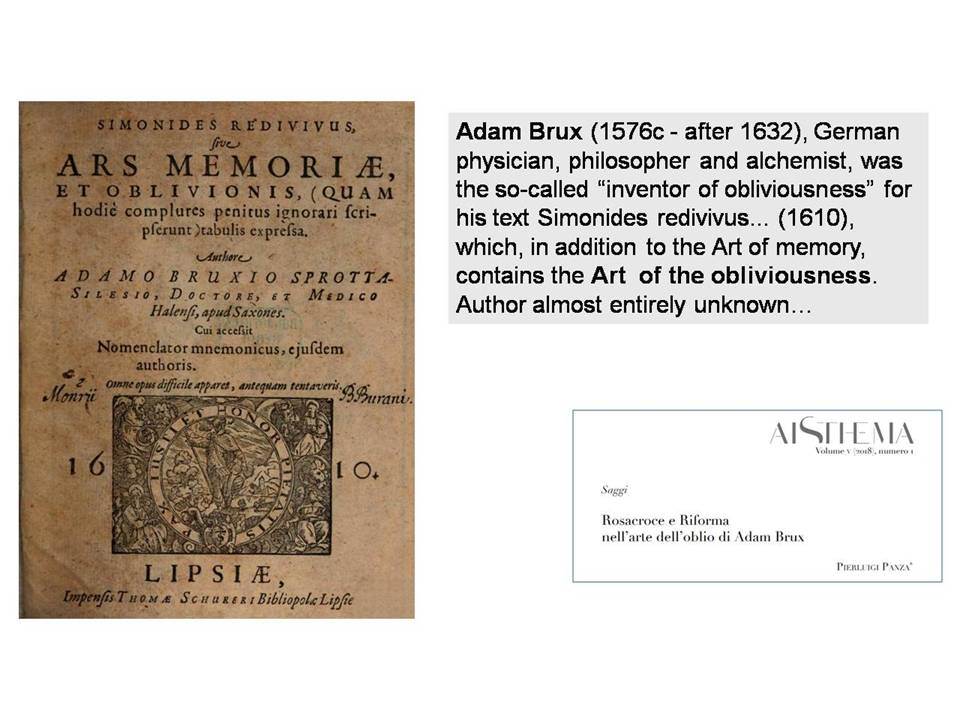 SIMONIDES REDIVIVUS,
ſive
ARS MEMORIÆ,
ET OBLIVIONIS, (QUAM
hodiè complures penitus ignorari ſcri-
pſerunt) tabulis expreſſa.
Authore
ADAMO BRUXIO SPROTTA-
SILESIO, DOCTORE, ET MEDICO
Halenſi, apud Saxones.
Cui acceſſit
Nomenclator mnemonicus, ejuſdem
authoris.
Omne opus difficile apparet, antequam tentaveris.
PAX IUSTI ET HONOR PIETATIS
16 10.
LIPSIÆ,
Impenſis THOMÆ SCHURERI Bibliopolæ Lipſie
Adam Brux (1576c - after 1632), German
physician, philosopher and alchemist, was
the so-called “inventor of obliviousness” for
his text Simonides redivivus... (1610),
which, in addition to the Art of memory,
contains the Art of the obliviousness.
Author almost entirely unknown…
AISTHEMA
Volume V (2018), numero 1
Saggi
Rosacroce e Riforma
nell’arte dell’oblio di Adam Brux
PIERLUIGI PANZA*